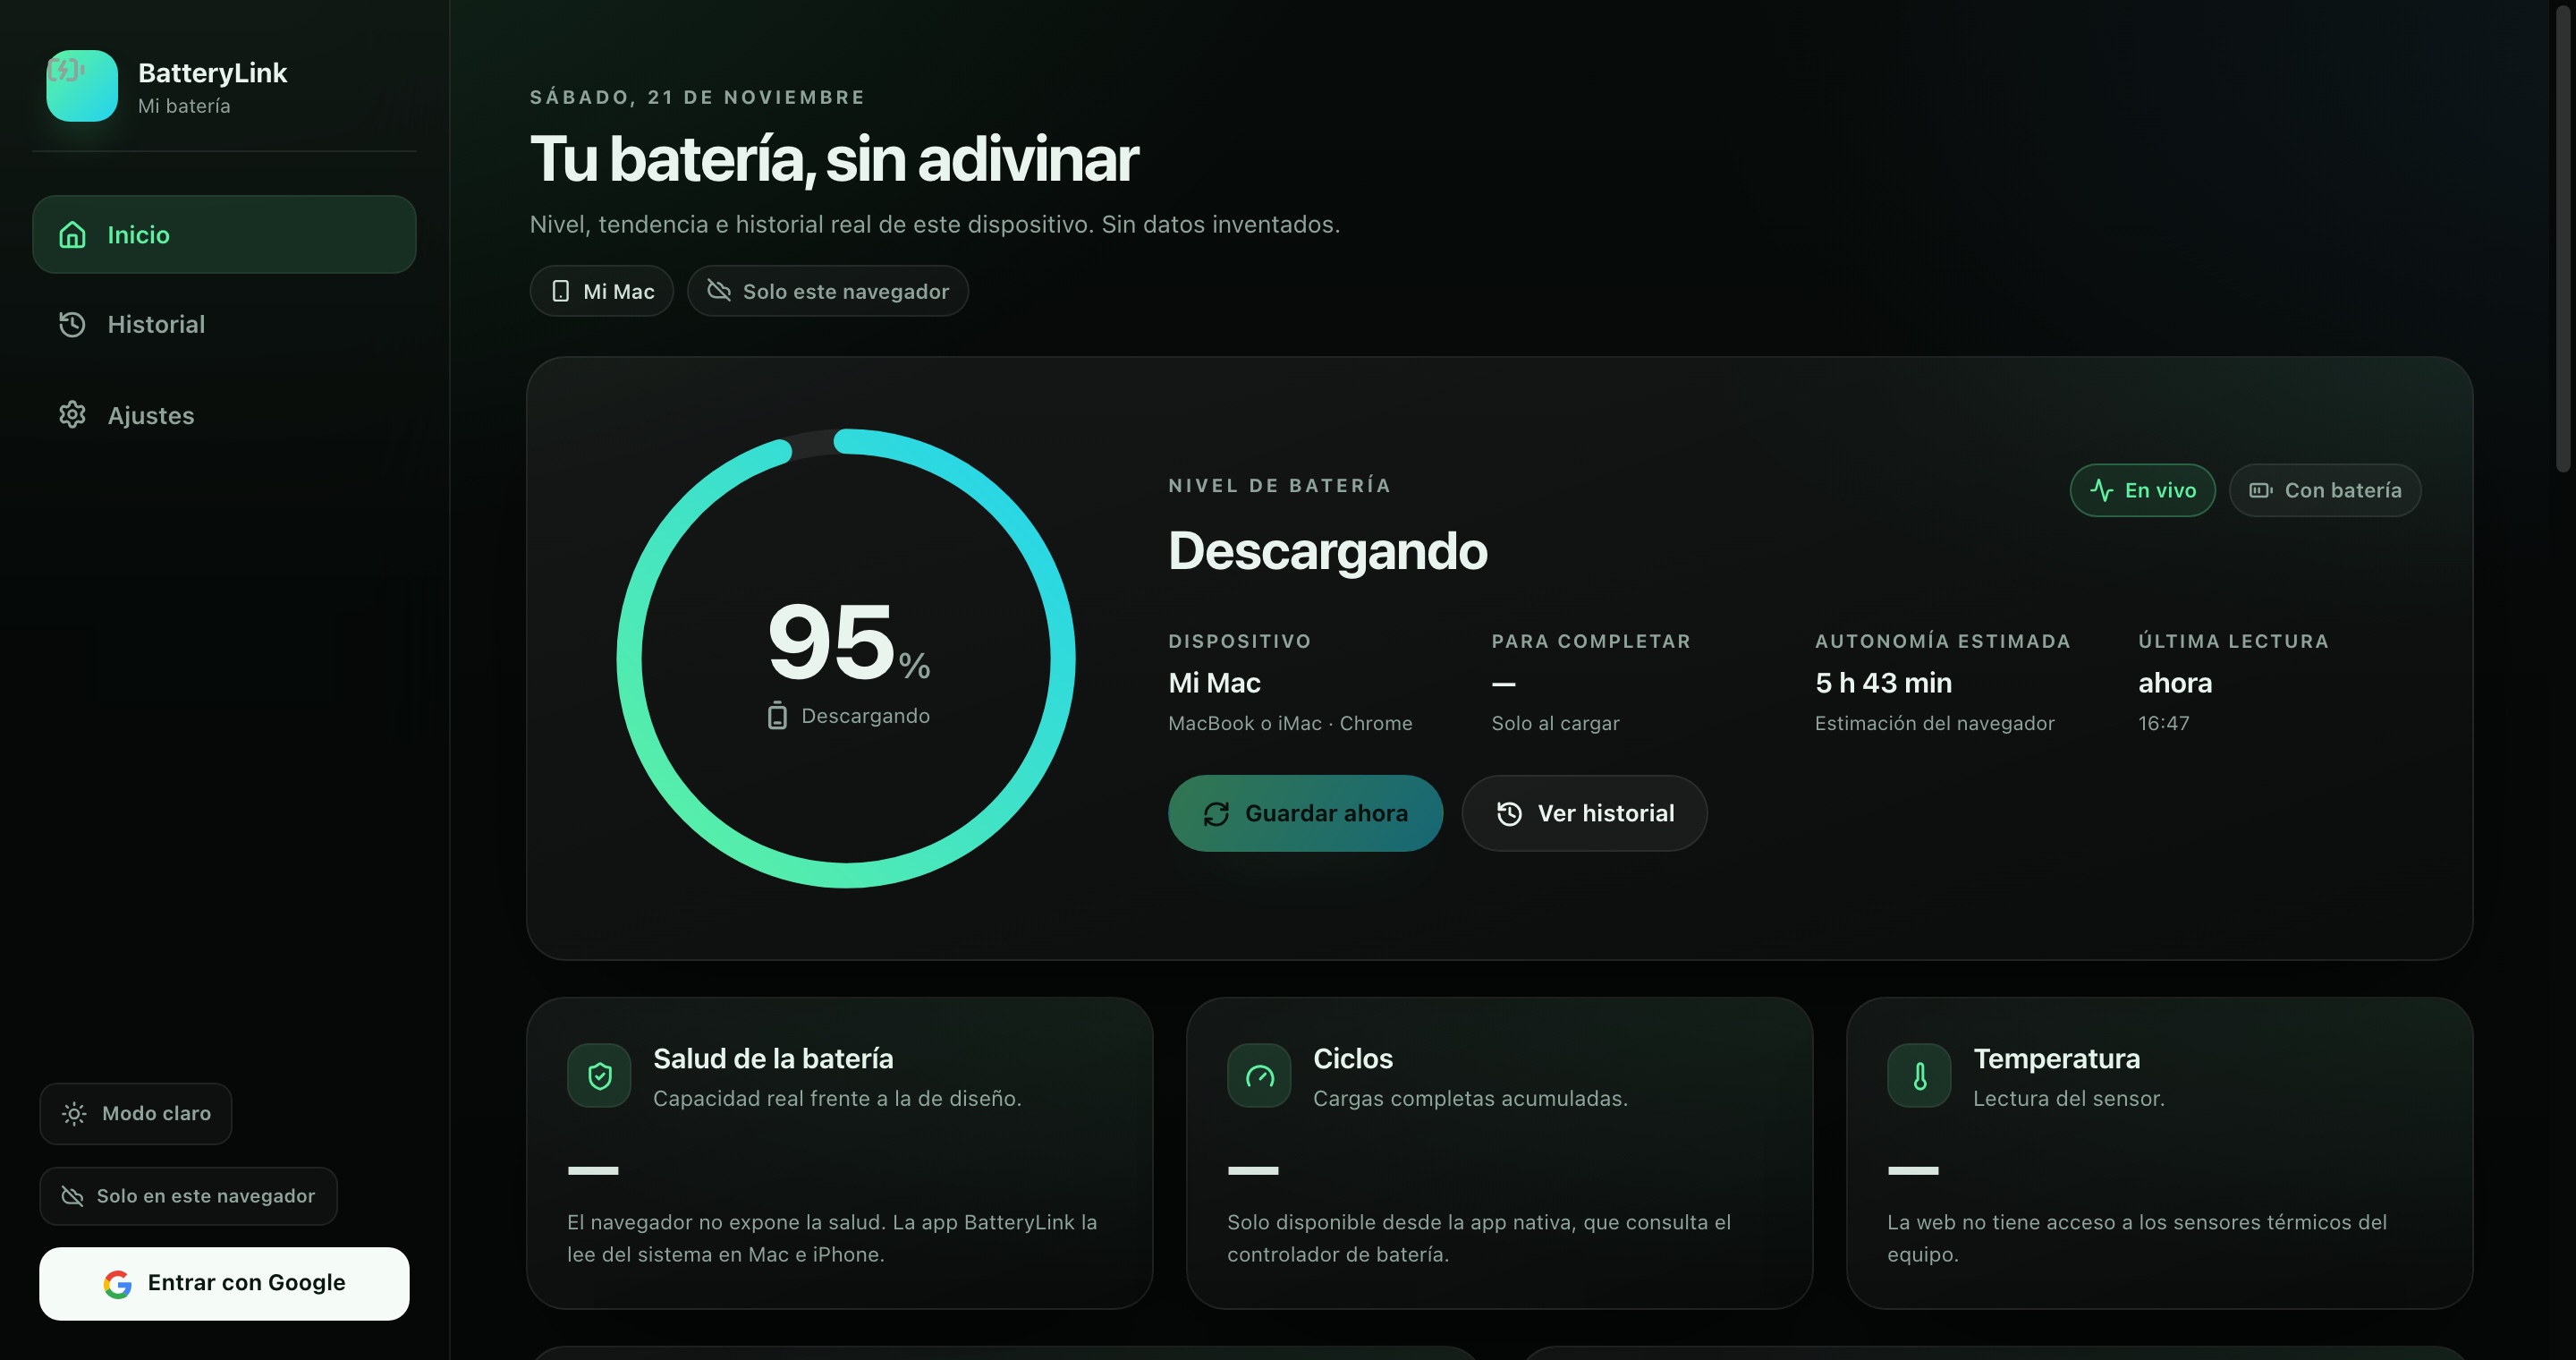 BatteryLink
Mi batería
Inicio
Historial
Ajustes
Modo claro
Solo en este navegador
Entrar con Google
SÁBADO, 21 DE NOVIEMBRE
Tu batería, sin adivinar
Nivel, tendencia e historial real de este dispositivo. Sin datos inventados.
Mi Mac
Solo este navegador
95%
Descargando
NIVEL DE BATERÍA
En vivo
Con batería
Descargando
DISPOSITIVO
Mi Mac
MacBook o iMac · Chrome
PARA COMPLETAR
—
Solo al cargar
AUTONOMÍA ESTIMADA
5 h 43 min
Estimación del navegador
ÚLTIMA LECTURA
ahora
16:47
Guardar ahora
Ver historial
Salud de la batería
Capacidad real frente a la de diseño.
—
El navegador no expone la salud. La app BatteryLink la
lee del sistema en Mac e iPhone.
Ciclos
Cargas completas acumuladas.
—
Solo disponible desde la app nativa, que consulta el
controlador de batería.
Temperatura
Lectura del sensor.
—
La web no tiene acceso a los sensores térmicos del
equipo.